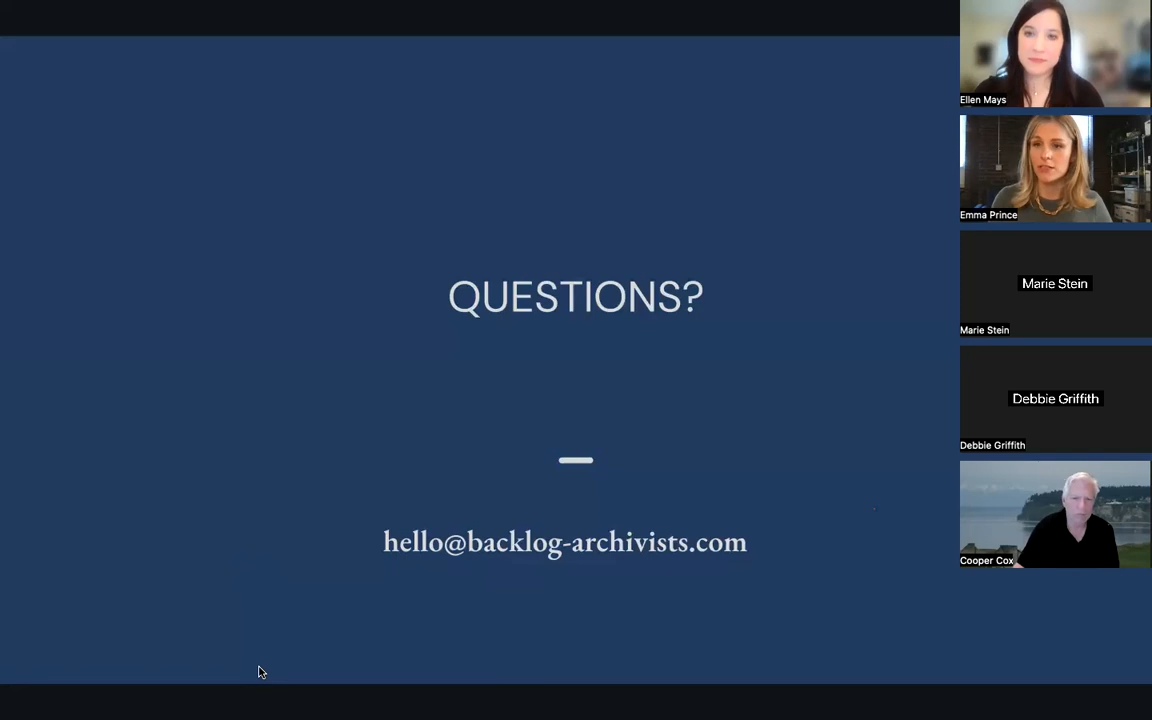 QUESTIONS?
hello@backlog-archivists.com
Ellen Mays
Emma Prince
Marie Stein
Marie Stein
Debbie Griffith
Debbie Griffith
Cooper Cox